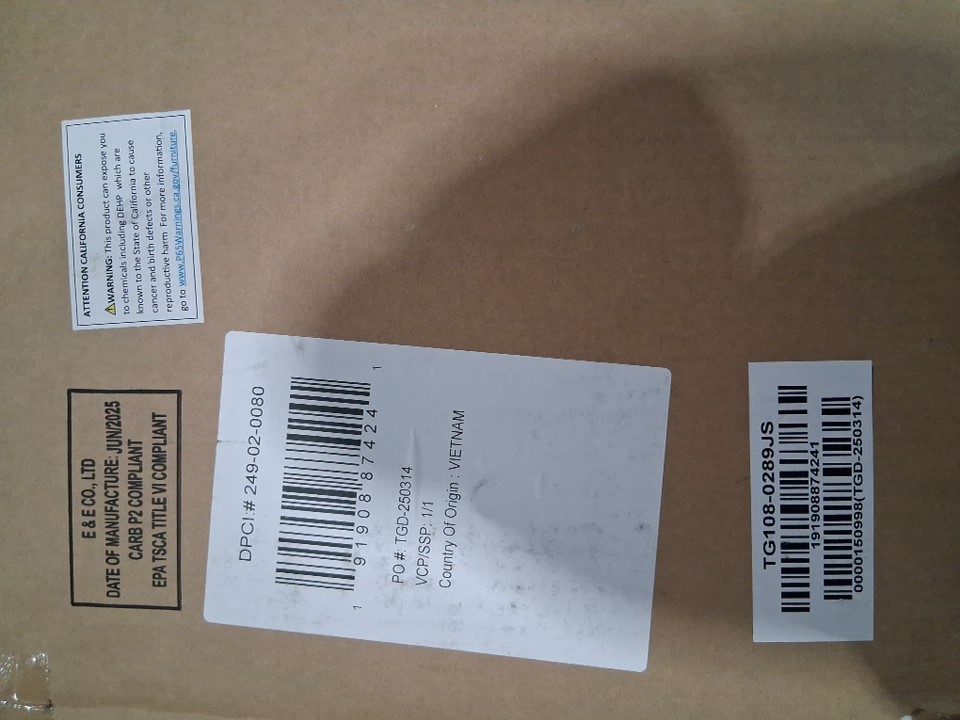 ATTENTION CALIFORNIA CONSUMERS
⚠WARNING: This product can expose you
to chemicals including DEHP which are
known to the State of California to cause
cancer and birth defects or other
reproductive harm For more information,
go to www.P65Warnings.ca.gov/furniture.
E & E CO., LTD
DATE OF MANUFACTURE: JUN/2025
CARB P2 COMPLIANT
EPA TSCA TITLE VI COMPLIANT
DPCI:# 249-02-0080
1 91908 87424 1
PO #: TGD-250314
VCP/SSP: 1/1
Country Of Origin : VIETNAM
TG108-0289JS
191908874241
0000150998(TGD-250314)